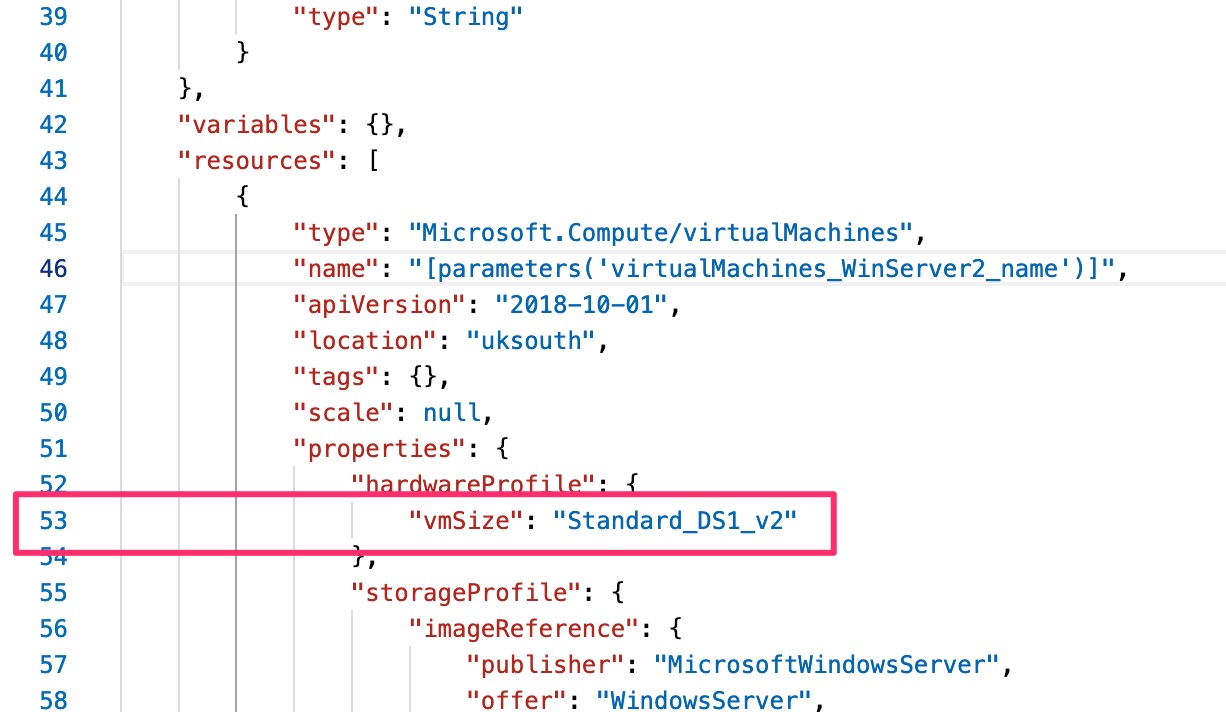 39 "type": "String"
40 }
41 },
42 "variables": {},
43 "resources": [
44 {
45 "type": "Microsoft.Compute/virtualMachines",
46 "name": "[parameters('virtualMachines_WinServer2_name')]",
47 "apiVersion": "2018-10-01",
48 "location": "uksouth",
49 "tags": {},
50 "scale": null,
51 "properties": {
52 "hardwareProfile": {
53 "vmSize": "Standard_DS1_v2"
54 },
55 "storageProfile": {
56 "imageReference": {
57 "publisher": "MicrosoftWindowsServer",
58 "offer": "WindowsServer",